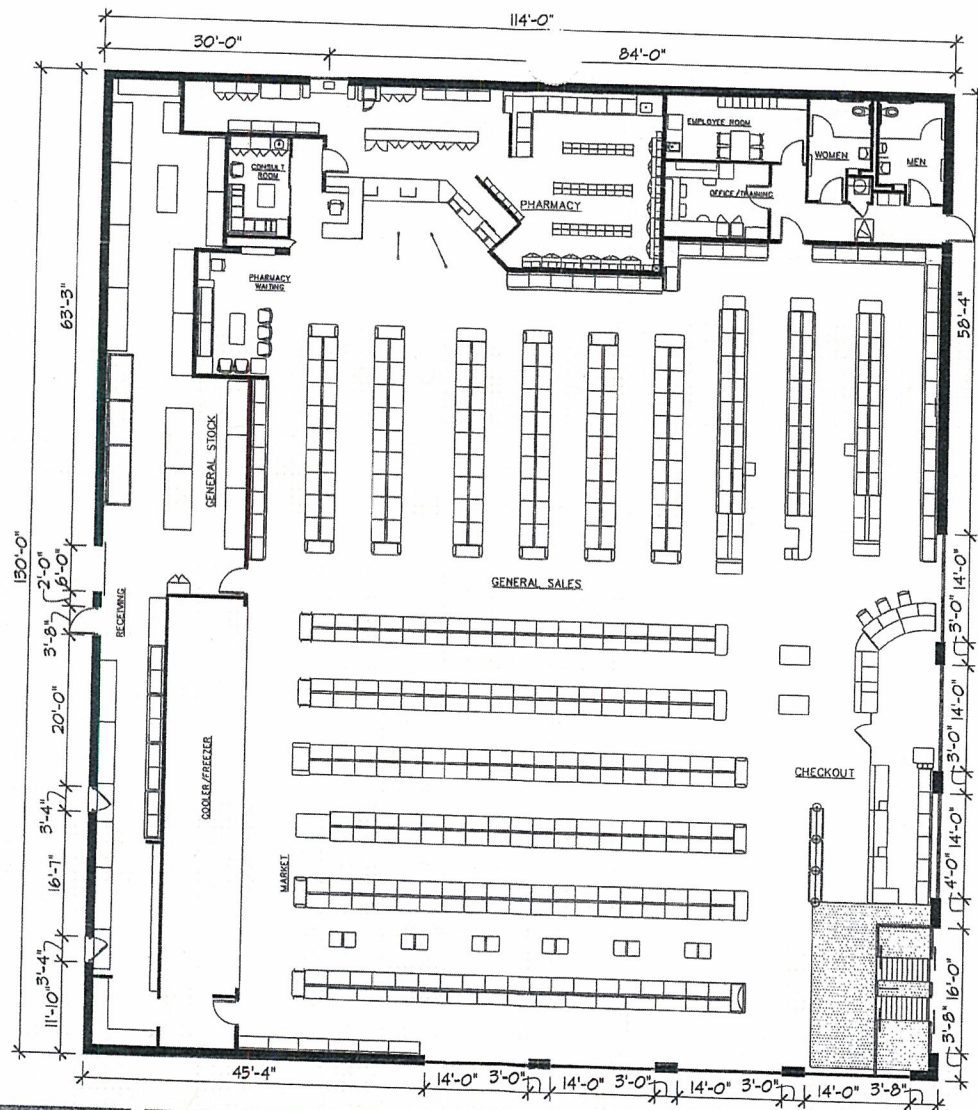 114'-0"
30'-0"
84'-0"
EMPLOYEE ROOM
WOMEN
MEN
CONSULT
ROOM
OFFICE/TRAINING
PHARMACY
PHARMACY
WAITING
63'-3"
58'-4"
GENERAL STOCK
130'-0"
2'-0"
6'-0"
3'-8"
RECEIVING
GENERAL SALES
14'-0"
3'-0"
20'-0"
14'-0"
COOLER/FREEZER
CHECKOUT
3'-0"
3'-4"
14'-0"
16'-7"
MARKET
4'-0"
3'-4"
16'-0"
11'-10"
3'-8"
45'-4"
14'-0" 3'-0" 14'-0" 3'-0" 14'-0" 3'-0" 14'-0" 3'-8"